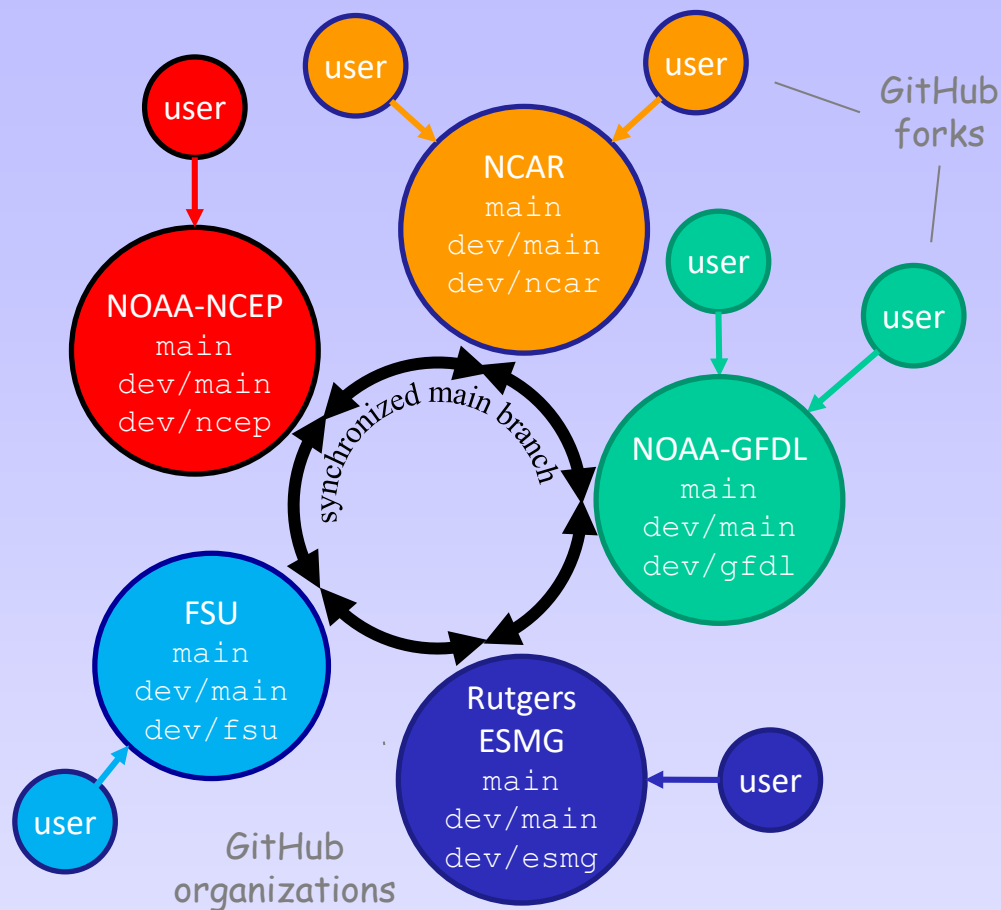 user
user
user
GitHub
forks
NCAR
main
dev/main
dev/ncar
user
user
NOAA-NCEP
main
dev/main
dev/ncep
synchronized main branch
NOAA-GFDL
main
dev/main
dev/gfdl
FSU
main
dev/main
dev/fsu
Rutgers
ESMG
main
dev/main
dev/esmg
user
user
GitHub
organizations